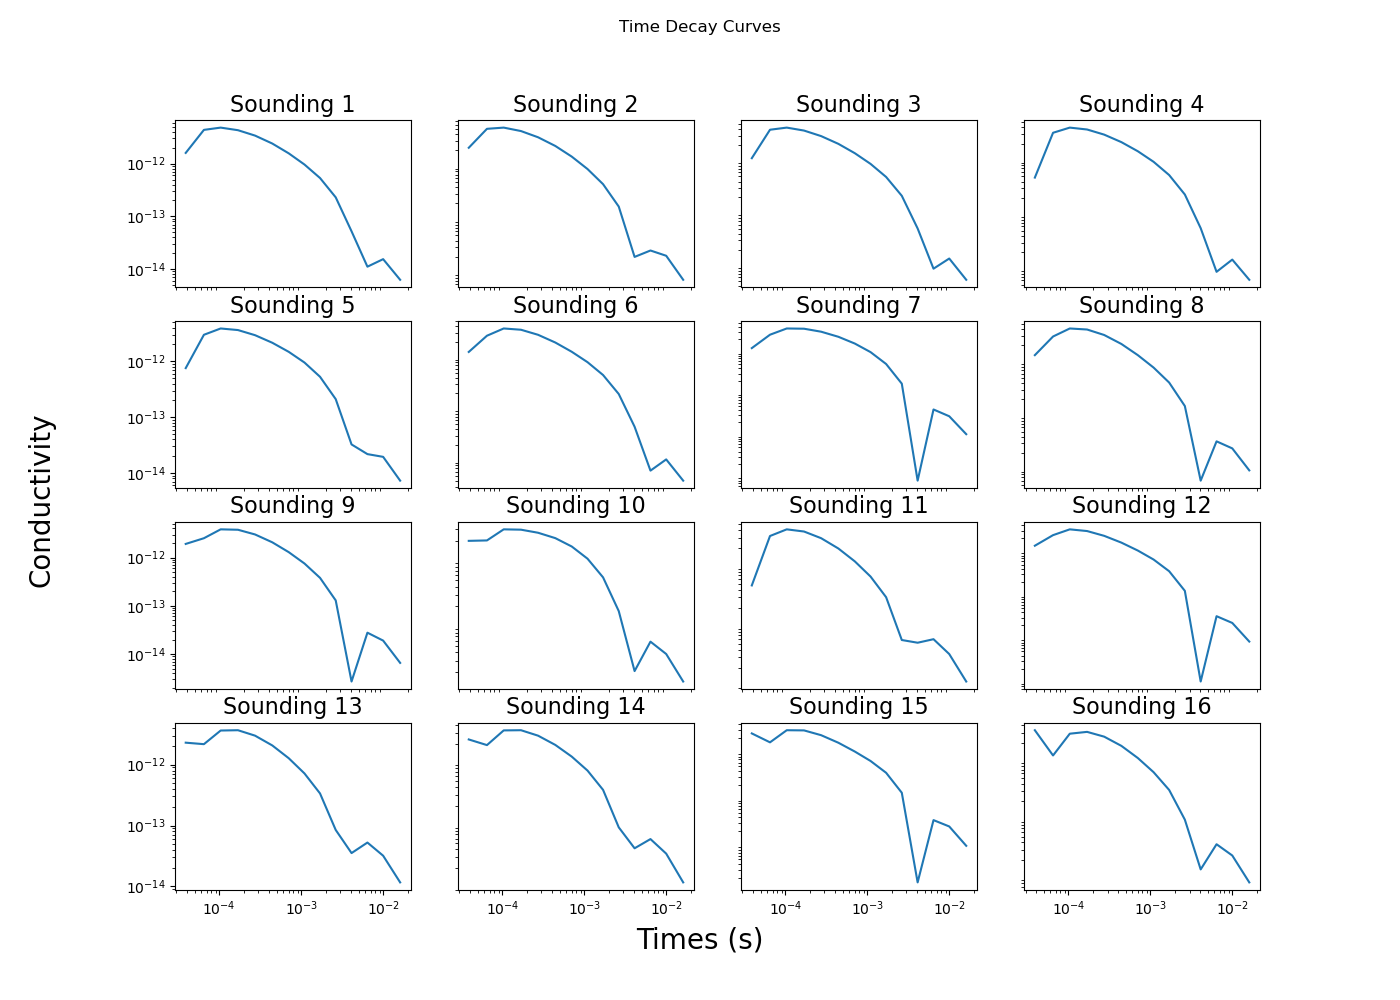 Time Decay Curves
Sounding 1 Sounding 2 Sounding 3 Sounding 4
10⁻¹²
10⁻¹³
10⁻¹⁴
Sounding 5 Sounding 6 Sounding 7 Sounding 8
10⁻¹²
10⁻¹³
10⁻¹⁴
Conductivity
Sounding 9 Sounding 10 Sounding 11 Sounding 12
10⁻¹²
10⁻¹³
10⁻¹⁴
Sounding 13 Sounding 14 Sounding 15 Sounding 16
10⁻¹²
10⁻¹³
10⁻¹⁴
10⁻⁴ 10⁻³ 10⁻² 10⁻⁴ 10⁻³ 10⁻² 10⁻⁴ 10⁻³ 10⁻² 10⁻⁴ 10⁻³ 10⁻²
Times (s)